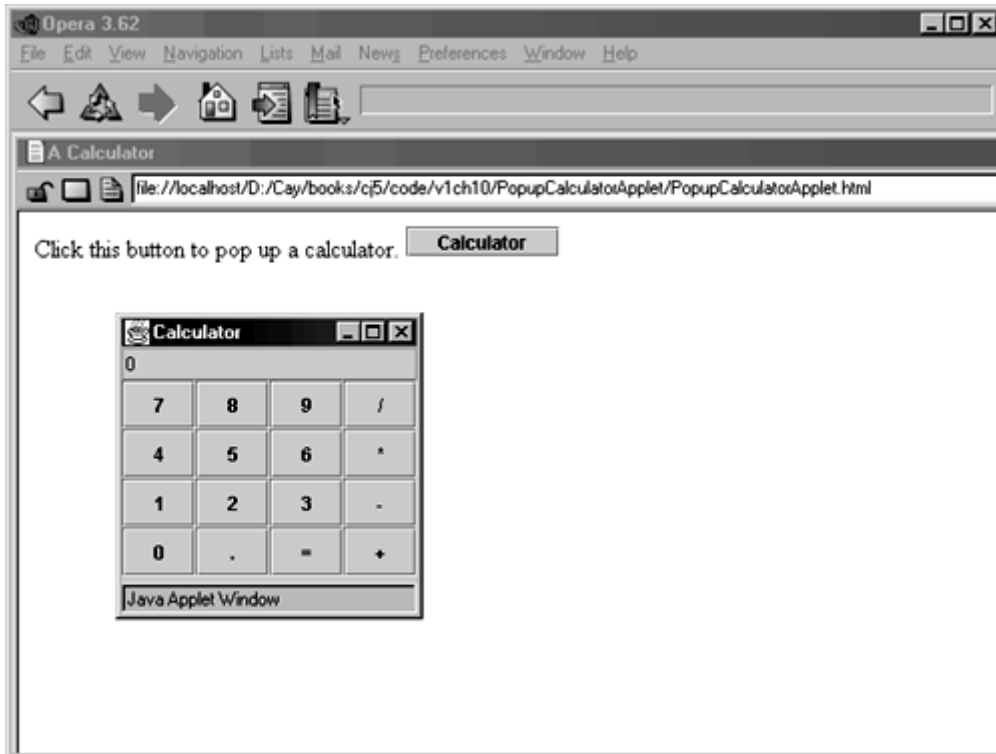 Opera 3.62
File Edit View Navigation Lists Mail News Preferences Window Help
A Calculator
file://localhost/D:/Cay/books/cj5/code/v1ch10/PopupCalculatorApplet/PopupCalculatorApplet.html
Click this button to pop up a calculator. Calculator
Calculator
0
7 8 9 /
4 5 6 *
1 2 3 -
0 . = +
Java Applet Window